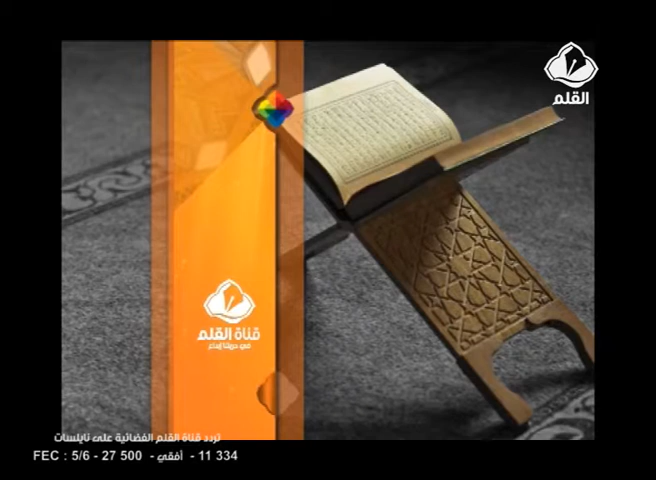 القلم
قناة القلم
تردد قناة القلم الفضائية على نايلسات
FEC : 5/6 - 27 500 - أفقي - 11 334